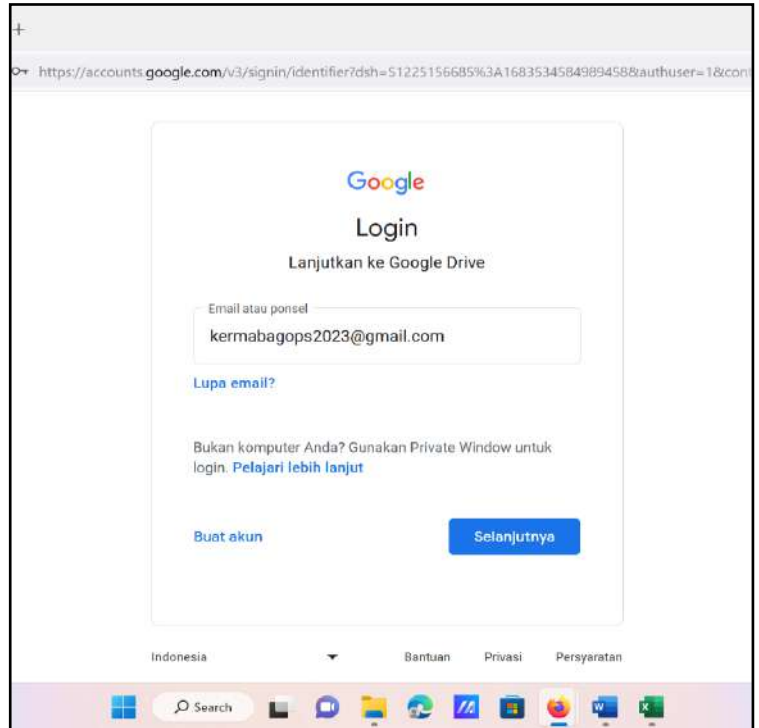 +
https://accounts.google.com/v3/signin/identifier?dsh=S1225156685%3A1683534584989458&authuser=1&cont
Google
Login
Lanjutkan ke Google Drive
Email atau ponsel
kermabagops2023@gmail.com
Lupa email?
Bukan komputer Anda? Gunakan Private Window untuk
login. Pelajari lebih lanjut
Buat akun
Selanjutnya
Indonesia
Bantuan Privasi Persyaratan
Search